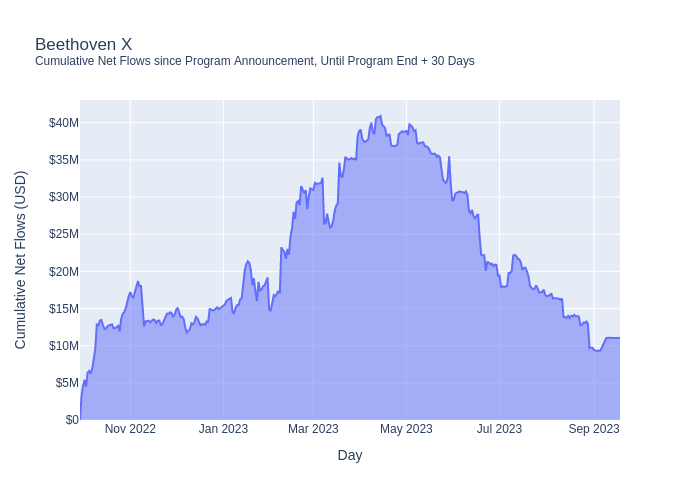 Beethoven X
Cumulative Net Flows since Program Announcement, Until Program End + 30 Days
Cumulative Net Flows (USD)
$40M
$35M
$30M
$25M
$20M
$15M
$10M
$5M
$0
Nov 2022 Jan 2023 Mar 2023 May 2023 Jul 2023 Sep 2023
Day